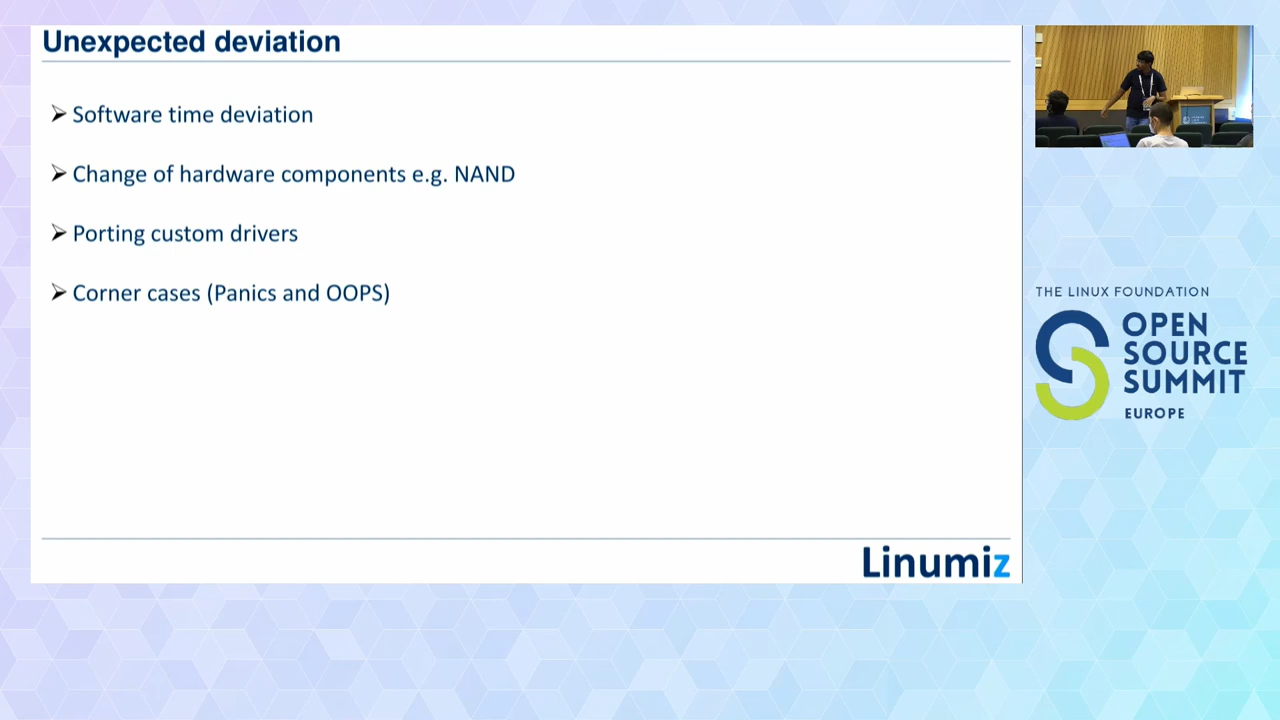 Unexpected deviation
Software time deviation
Change of hardware components e.g. NAND
Porting custom drivers
Corner cases (Panics and OOPS)
Linumiz
THE LINUX FOUNDATION
OPEN
SOURCE
SUMMIT
EUROPE